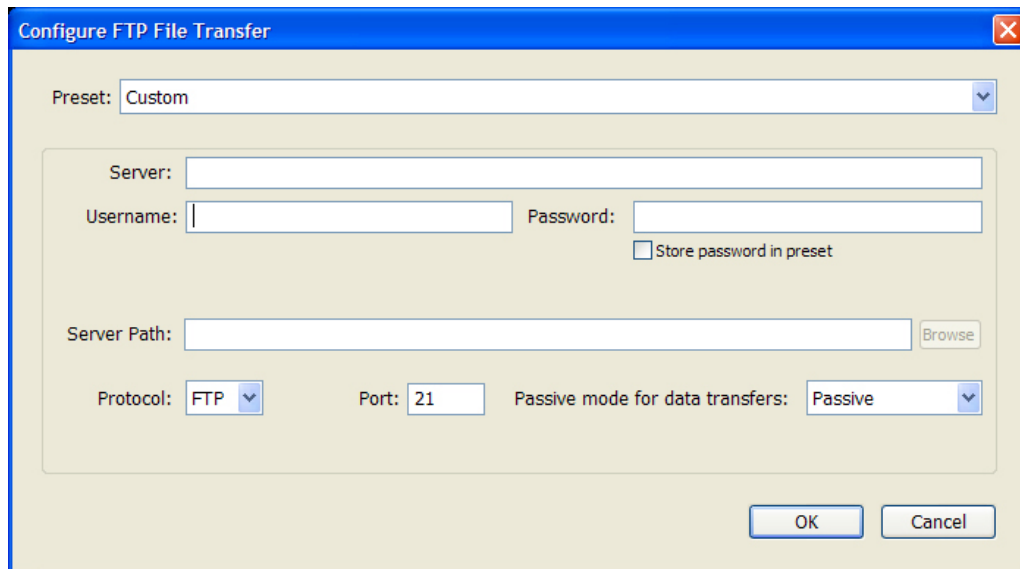 Configure FTP File Transfer
Preset: Custom
Server:
Username: Password:
Store password in preset
Server Path: Browse
Protocol: FTP Port: 21 Passive mode for data transfers: Passive
OK Cancel